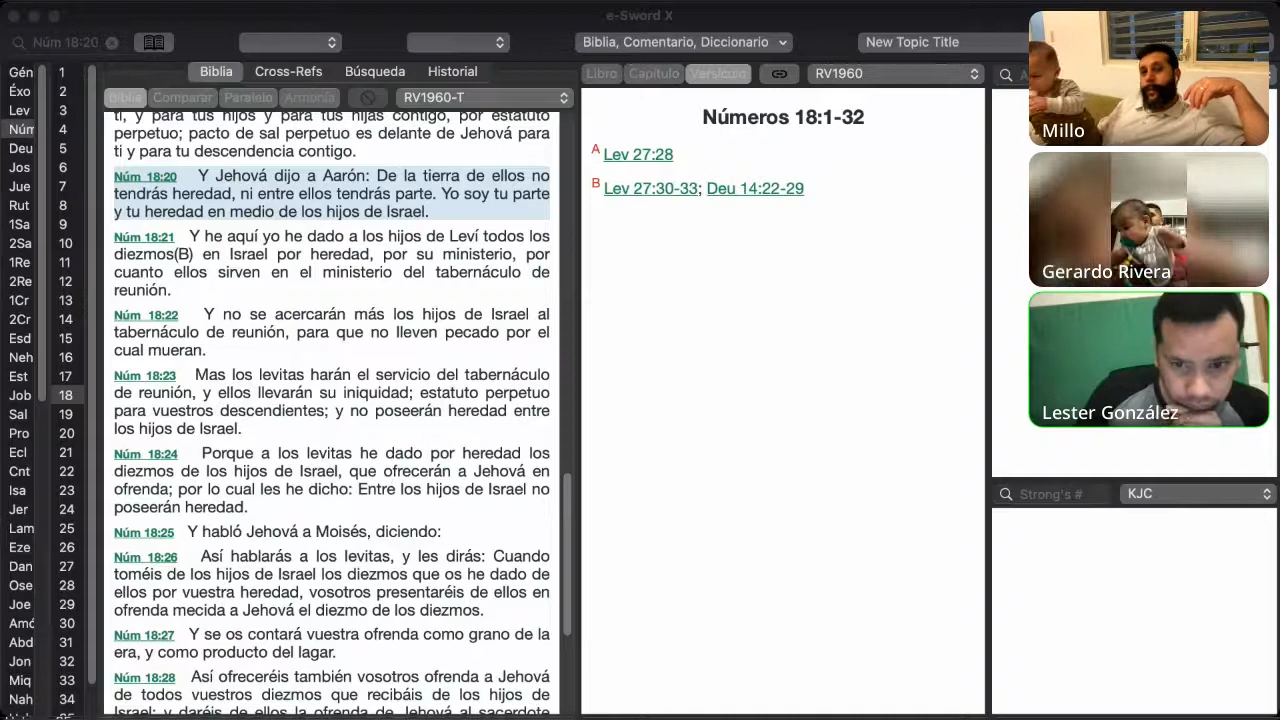 e-Sword X
Núm 18:20
Biblia, Comentario, Diccionario
New Topic Title
Biblia
Cross-Refs
Búsqueda
Historial
Libro
Capítulo
Versículo
RV1960
Biblia
Comparar
Paralelo
Armonía
RV1960-T
Gén
Éxo
Lev
Núm
Deu
Jos
Jue
Rut
1Sa
2Sa
1Re
2Re
1Cr
2Cr
Esd
Neh
Est
Job
Sal
Pro
Ecl
Cnt
Isa
Jer
Lam
Eze
Dan
Ose
Joe
Amó
Abd
Jon
Miq
Nah
1
2
3
4
5
6
7
8
9
10
11
12
13
14
15
16
17
18
19
20
21
22
23
24
25
26
27
28
29
30
31
32
33
34
ti, y para tus hijos y para tus hijas contigo, por estatuto
perpetuo; pacto de sal perpetuo es delante de Jehová para
ti y para tu descendencia contigo.
Núm 18:20 Y Jehová dijo a Aarón: De la tierra de ellos no
tendrás heredad, ni entre ellos tendrás parte. Yo soy tu parte
y tu heredad en medio de los hijos de Israel.
Núm 18:21 Y he aquí yo he dado a los hijos de Leví todos los
diezmos(B) en Israel por heredad, por su ministerio, por
cuanto ellos sirven en el ministerio del tabernáculo de
reunión.
Núm 18:22 Y no se acercarán más los hijos de Israel al
tabernáculo de reunión, para que no lleven pecado por el
cual mueran.
Núm 18:23 Mas los levitas harán el servicio del tabernáculo
de reunión, y ellos llevarán su iniquidad; estatuto perpetuo
para vuestros descendientes; y no poseerán heredad entre
los hijos de Israel.
Núm 18:24 Porque a los levitas he dado por heredad los
diezmos de los hijos de Israel, que ofrecerán a Jehová en
ofrenda; por lo cual les he dicho: Entre los hijos de Israel no
poseerán heredad.
Núm 18:25 Y habló Jehová a Moisés, diciendo:
Núm 18:26 Así hablarás a los levitas, y les dirás: Cuando
toméis de los hijos de Israel los diezmos que os he dado de
ellos por vuestra heredad, vosotros presentaréis de ellos en
ofrenda mecida a Jehová el diezmo de los diezmos.
Núm 18:27 Y se os contará vuestra ofrenda como grano de la
era, y como producto del lagar.
Núm 18:28 Así ofreceréis también vosotros ofrenda a Jehová
de todos vuestros diezmos que recibáis de los hijos de
Israel; y daréis de ellos la ofrenda de Jehová al sacerdote
Números 18:1-32
A Lev 27:28
B Lev 27:30-33; Deu 14:22-29
Millo
Gerardo Rivera
Lester González
Strong's #
KJC